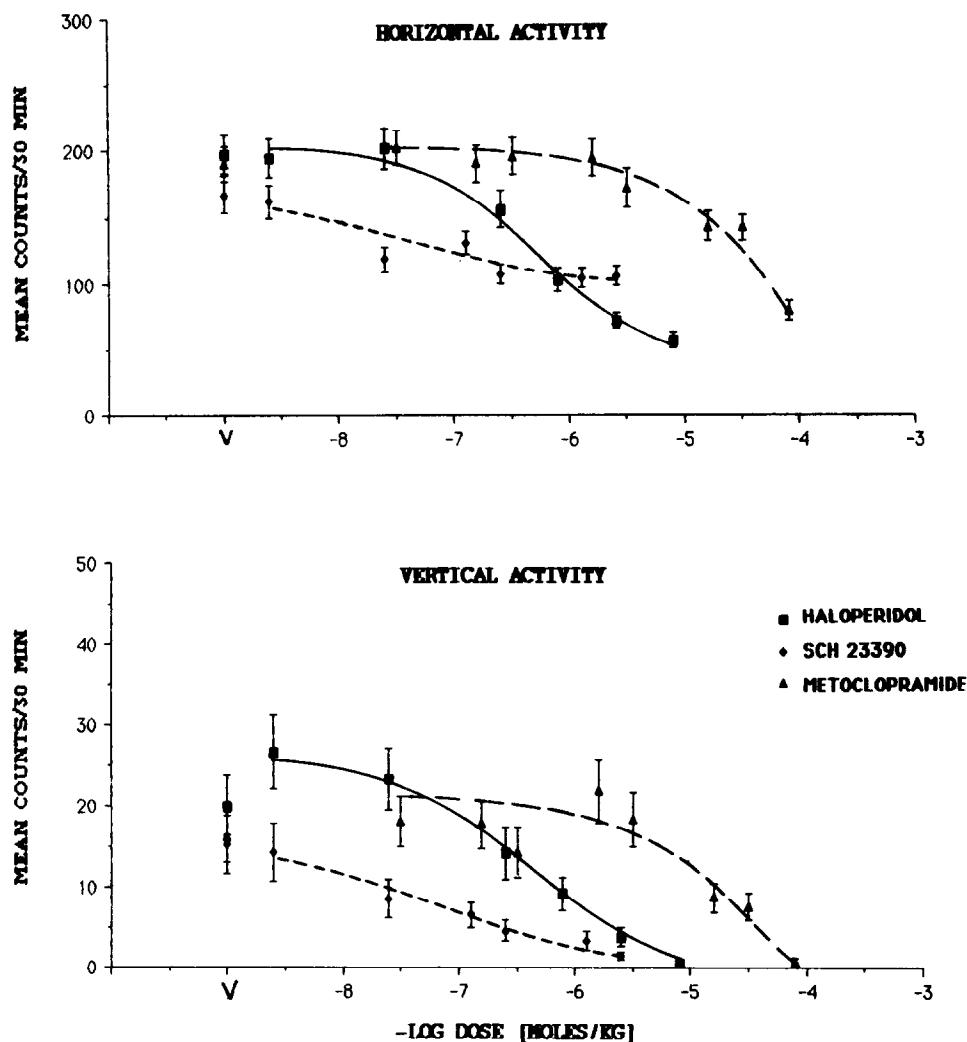 HORIZONTAL ACTIVITY
MEAN COUNTS/30 MIN
300
200
100
0
V
-8
-7
-6
-5
-4
-3
VERTICAL ACTIVITY
MEAN COUNTS/30 MIN
50
40
30
20
10
0
HALOPERIDOL
SCH 23390
METOCLOPRAMIDE
V
-8
-7
-6
-5
-4
-3
-LOG DOSE [MOLES/KG]